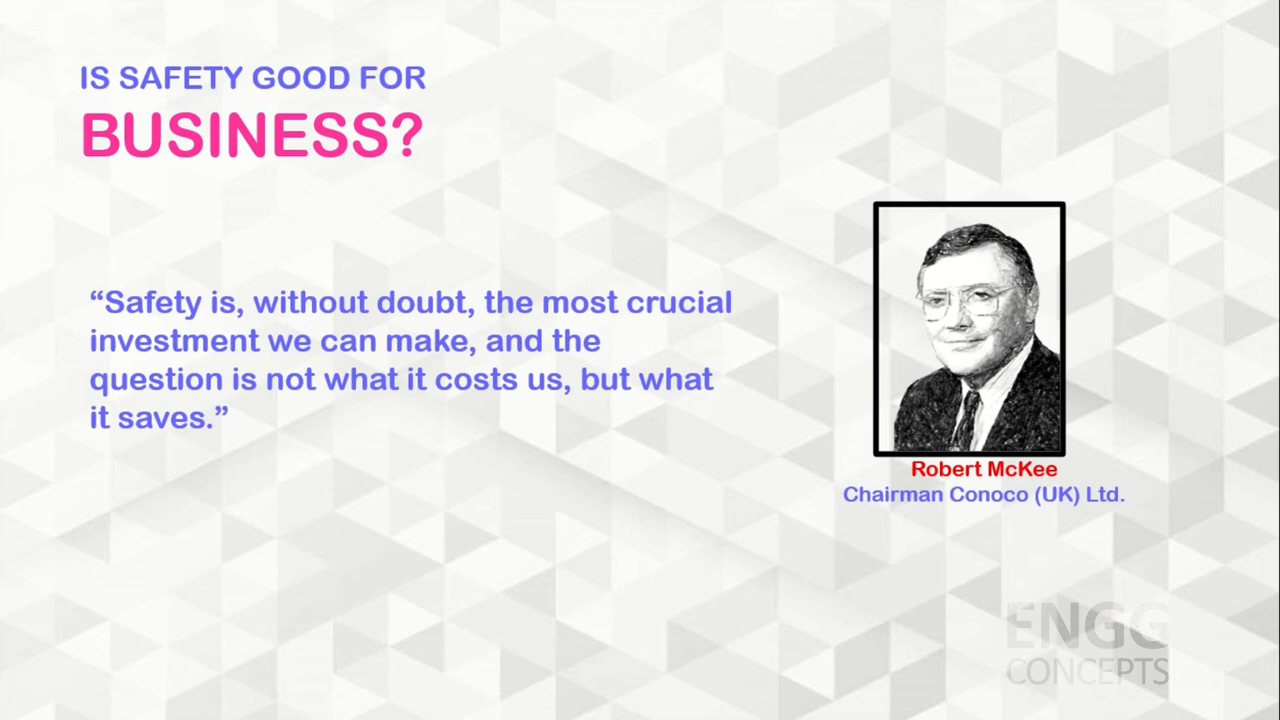 IS SAFETY GOOD FOR
BUSINESS?
“Safety is, without doubt, the most crucial
investment we can make, and the
question is not what it costs us, but what
it saves.”
Robert McKee
Chairman Conoco (UK) Ltd.
ENGG
CONCEPTS